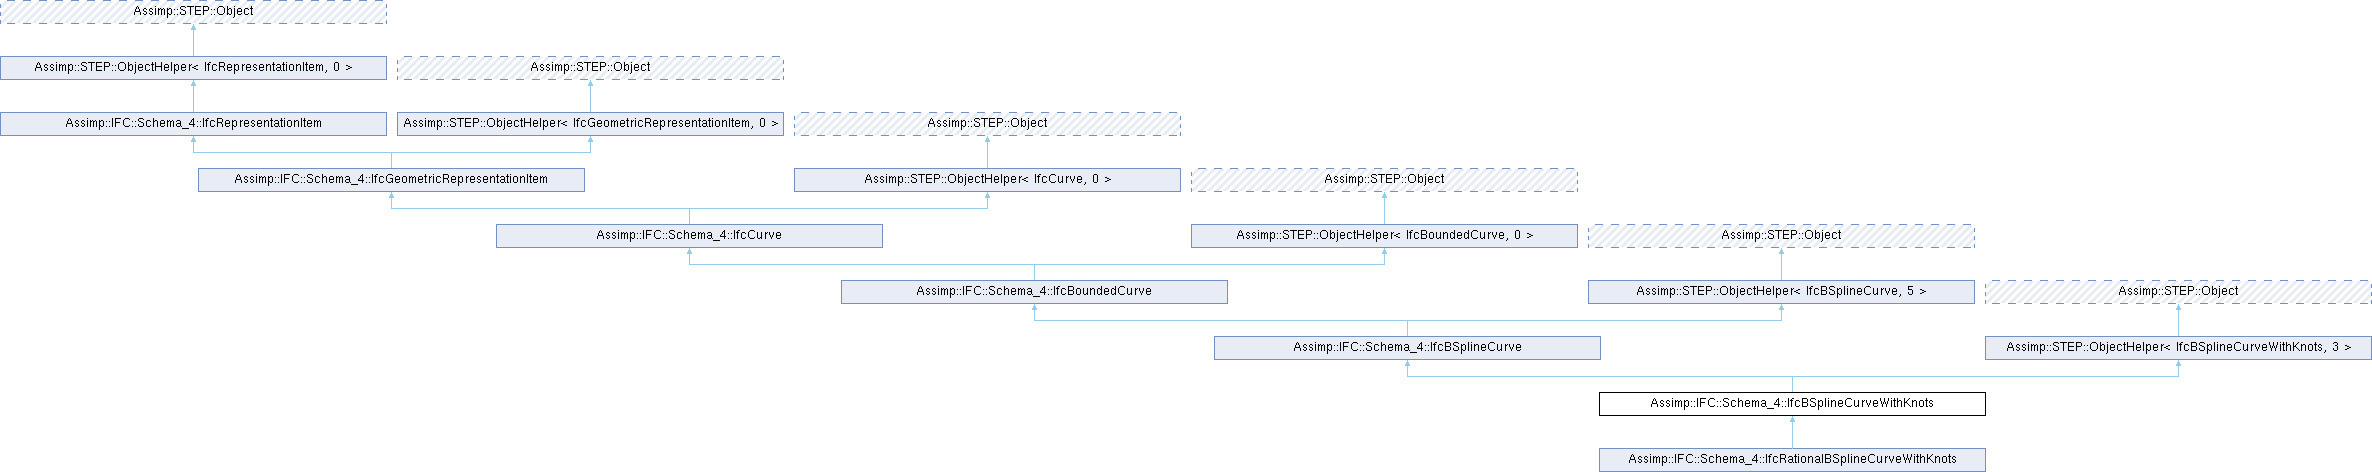 Assimp::STEP::Object
Assimp::STEP::ObjectHelper< IfcRepresentationItem, 0 >
Assimp::STEP::Object
Assimp::IFC::Schema_4::IfcRepresentationItem
Assimp::STEP::ObjectHelper< IfcGeometricRepresentationItem, 0 >
Assimp::STEP::Object
Assimp::IFC::Schema_4::IfcGeometricRepresentationItem
Assimp::STEP::ObjectHelper< IfcCurve, 0 >
Assimp::STEP::Object
Assimp::IFC::Schema_4::IfcCurve
Assimp::STEP::ObjectHelper< IfcBoundedCurve, 0 >
Assimp::STEP::Object
Assimp::IFC::Schema_4::IfcBoundedCurve
Assimp::STEP::ObjectHelper< IfcBSplineCurve, 5 >
Assimp::STEP::Object
Assimp::IFC::Schema_4::IfcBSplineCurve
Assimp::STEP::ObjectHelper< IfcBSplineCurveWithKnots, 3 >
Assimp::IFC::Schema_4::IfcBSplineCurveWithKnots
Assimp::IFC::Schema_4::IfcRationalBSplineCurveWithKnots